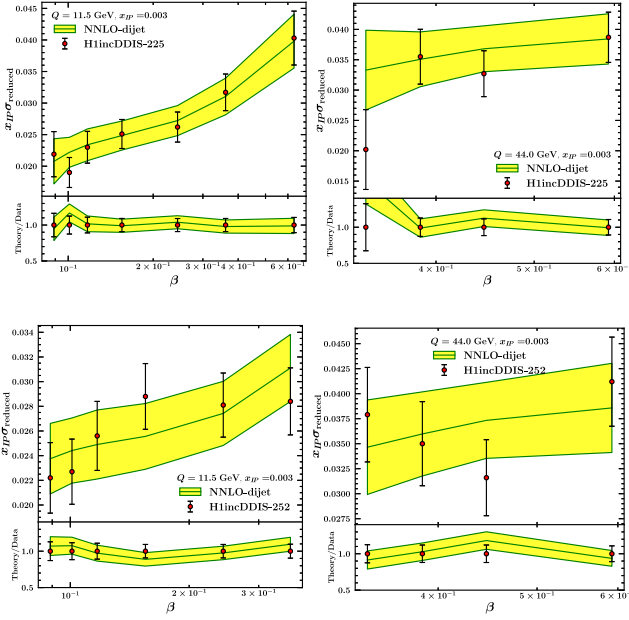 Q = 11.5 GeV, x_IP =0.003
NNLO-dijet
H1incDDIS-225
x_IP σ_reduced
0.045
0.040
0.035
0.030
0.025
0.020
0.015
Theory/Data
1.0
0.5
10⁻¹
2×10⁻¹
3×10⁻¹
4×10⁻¹
6×10⁻¹
β
x_IP σ_reduced
0.040
0.035
0.030
0.025
0.020
0.015
Q = 44.0 GeV, x_IP =0.003
NNLO-dijet
H1incDDIS-225
Theory/Data
1.0
0.5
4×10⁻¹
6×10⁻¹
β
x_IP σ_reduced
0.034
0.032
0.030
0.028
0.026
0.024
0.022
0.020
Q = 11.5 GeV, x_IP =0.003
NNLO-dijet
H1incDDIS-252
Theory/Data
1.0
10⁻¹
2×10⁻¹
3×10⁻¹
β
Q = 44.0 GeV, x_IP =0.003
NNLO-dijet
H1incDDIS-252
x_IP σ_reduced
0.0450
0.0425
0.0400
0.0375
0.0350
0.0325
0.0300
0.0275
Theory/Data
1.0
0.5
4×10⁻¹
6×10⁻¹
β